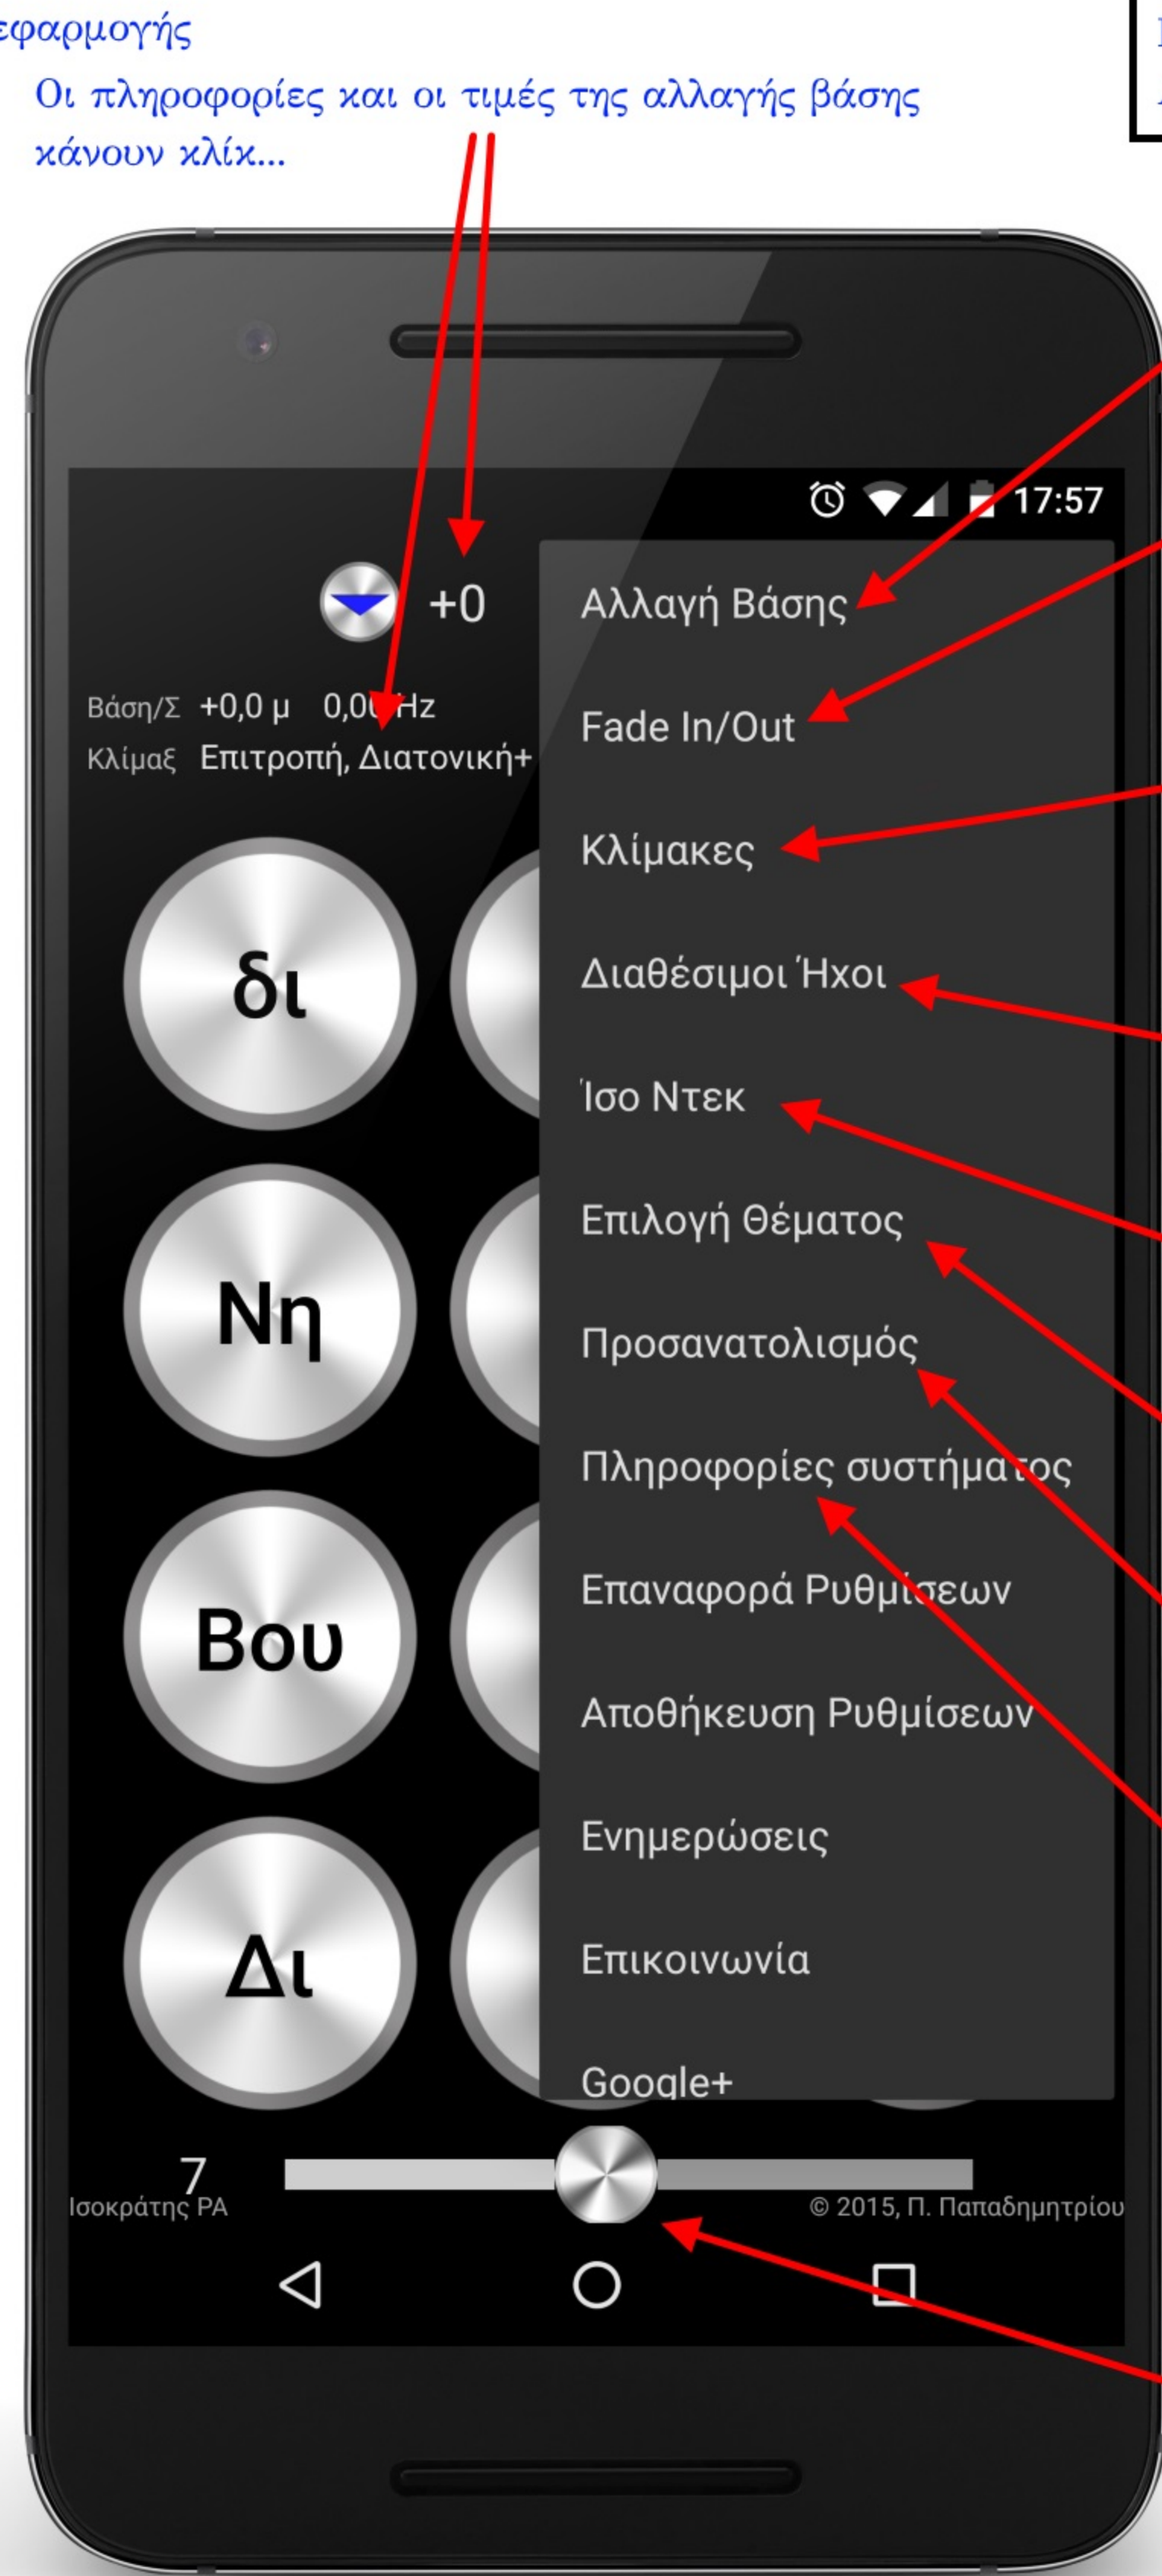 εφαρμογής
Οι πληροφορίες και οι τιμές της αλλαγής βάσης
κάνουν κλίκ...
17:57
+0
Βάση/Σ +0,0 μ 0,00 Hz
Κλίμαξ Επιτροπή, Διατονική+
Αλλαγή Βάσης
Fade In/Out
Κλίμακες
Διαθέσιμοι Ήχοι
Ίσο Ντεκ
Επιλογή Θέματος
Προσανατολισμός
Πληροφορίες συστήματος
Επαναφορά Ρυθμίσεων
Αποθήκευση Ρυθμίσεων
Ενημερώσεις
Επικοινωνία
Google+
δι
Νη
Βου
Δι
7
Ισοκράτης PA
© 2015, Π. Παπαδημητρίου